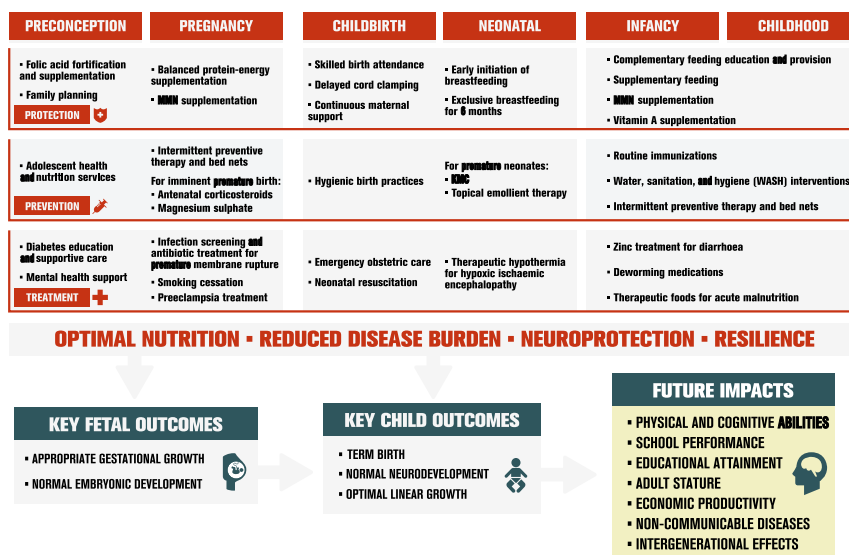 PRECONCEPTION
PREGNANCY
CHILDBIRTH
NEONATAL
INFANCY
CHILDHOOD
▪ Folic acid fortification
and supplementation
▪ Family planning
PROTECTION
▪ Balanced protein-energy
supplementation
▪ MMN supplementation
▪ Skilled birth attendance
▪ Delayed cord clamping
▪ Continuous maternal
support
▪ Early initiation of
breastfeeding
▪ Exclusive breastfeeding
for 6 months
▪ Complementary feeding education and provision
▪ Supplementary feeding
▪ MMN supplementation
▪ Vitamin A supplementation
▪ Adolescent health
and nutrition services
PREVENTION
▪ Intermittent preventive
therapy and bed nets
For imminent premature birth:
▪ Antenatal corticosteroids
▪ Magnesium sulphate
▪ Hygienic birth practices
For premature neonates:
▪ KMC
▪ Topical emollient therapy
▪ Routine immunizations
▪ Water, sanitation, and hygiene (WASH) interventions
▪ Intermittent preventive therapy and bed nets
▪ Diabetes education
and supportive care
▪ Mental health support
TREATMENT
▪ Infection screening and
antibiotic treatment for
premature membrane rupture
▪ Smoking cessation
▪ Preeclampsia treatment
▪ Emergency obstetric care
▪ Neonatal resuscitation
▪ Therapeutic hypothermia
for hypoxic ischaemic
encephalopathy
▪ Zinc treatment for diarrhoea
▪ Deworming medications
▪ Therapeutic foods for acute malnutrition
OPTIMAL NUTRITION ▪ REDUCED DISEASE BURDEN ▪ NEUROPROTECTION ▪ RESILIENCE
KEY FETAL OUTCOMES
▪ APPROPRIATE GESTATIONAL GROWTH
▪ NORMAL EMBRYONIC DEVELOPMENT
KEY CHILD OUTCOMES
▪ TERM BIRTH
▪ NORMAL NEURODEVELOPMENT
▪ OPTIMAL LINEAR GROWTH
FUTURE IMPACTS
▪ PHYSICAL AND COGNITIVE ABILITIES
▪ SCHOOL PERFORMANCE
▪ EDUCATIONAL ATTAINMENT
▪ ADULT STATURE
▪ ECONOMIC PRODUCTIVITY
▪ NON-COMMUNICABLE DISEASES
▪ INTERGENERATIONAL EFFECTS